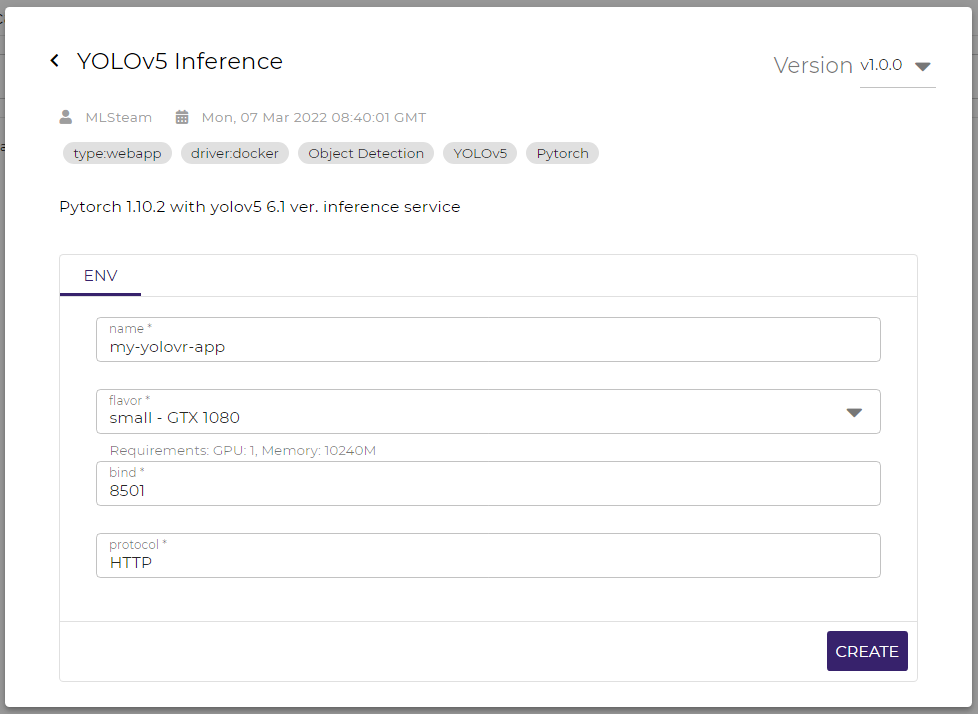 YOLOv5 Inference
Version v1.0.0
MLSteam Mon, 07 Mar 2022 08:40:01 GMT
type:webapp driver:docker Object Detection YOLOv5 Pytorch
Pytorch 1.10.2 with yolov5 6.1 ver. inference service
ENV
name *
my-yolovr-app
flavor *
small - GTX 1080
Requirements: GPU: 1, Memory: 10240M
bind *
8501
protocol *
HTTP
CREATE